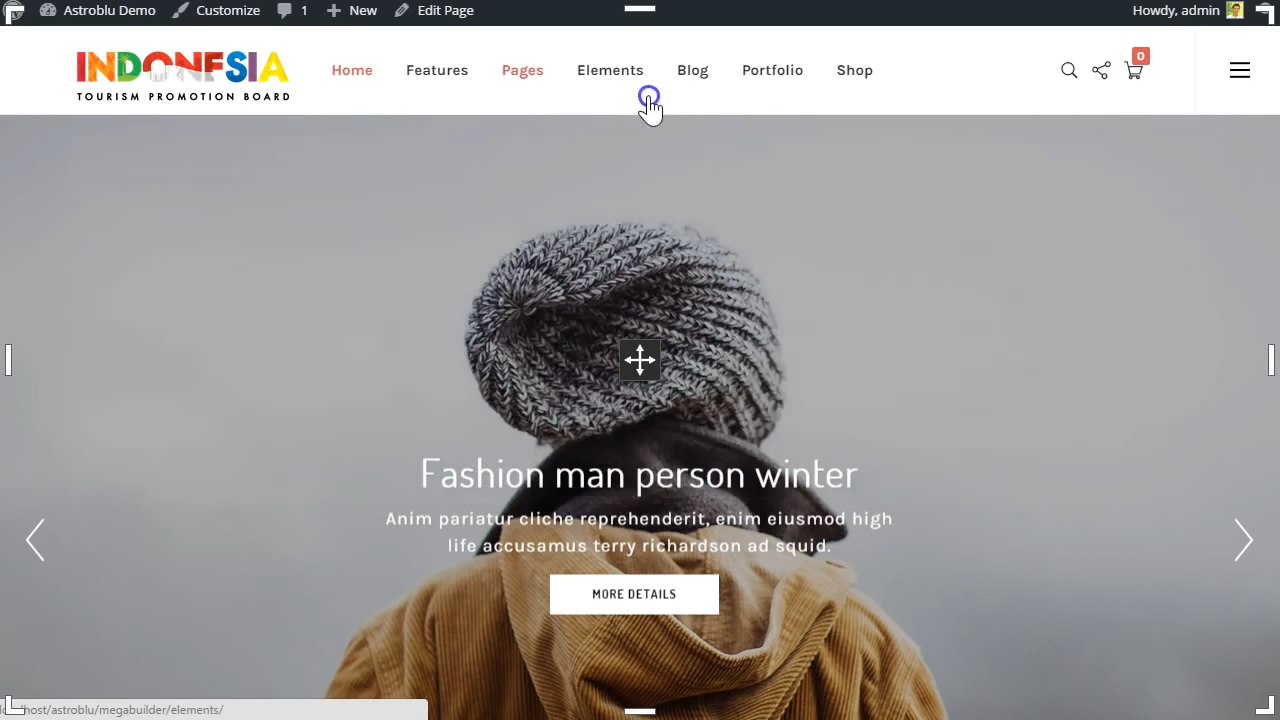 Astroblu Demo Customize 1 New Edit Page Howdy, admin
INDONESIA
TOURISM PROMOTION BOARD
Home Features Pages Elements Blog Portfolio Shop 0
Fashion man person winter
Anim pariatur cliche reprehenderit, enim eiusmod high
life accusamus terry richardson ad squid.
MORE DETAILS
host/astroblu/megabuilder/elements/